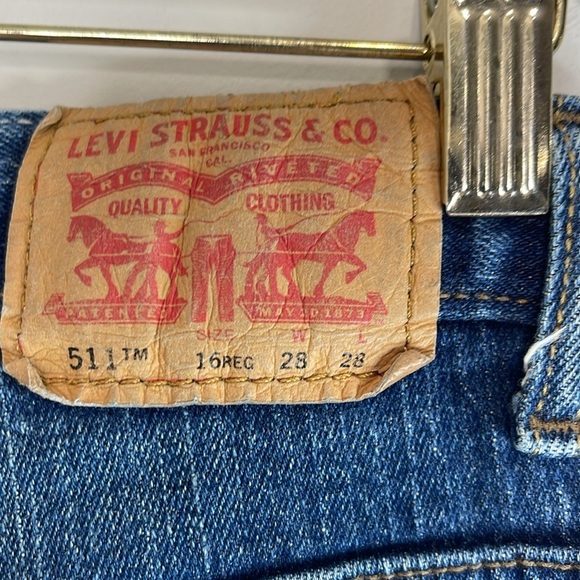 LEVI STRAUSS & CO.
SAN FRANCISCO
CAL.
ORIGINAL RIVETED
QUALITY CLOTHING
PATENTED MAY 20 1873
SIZE W L
511™ 16REG 28 28